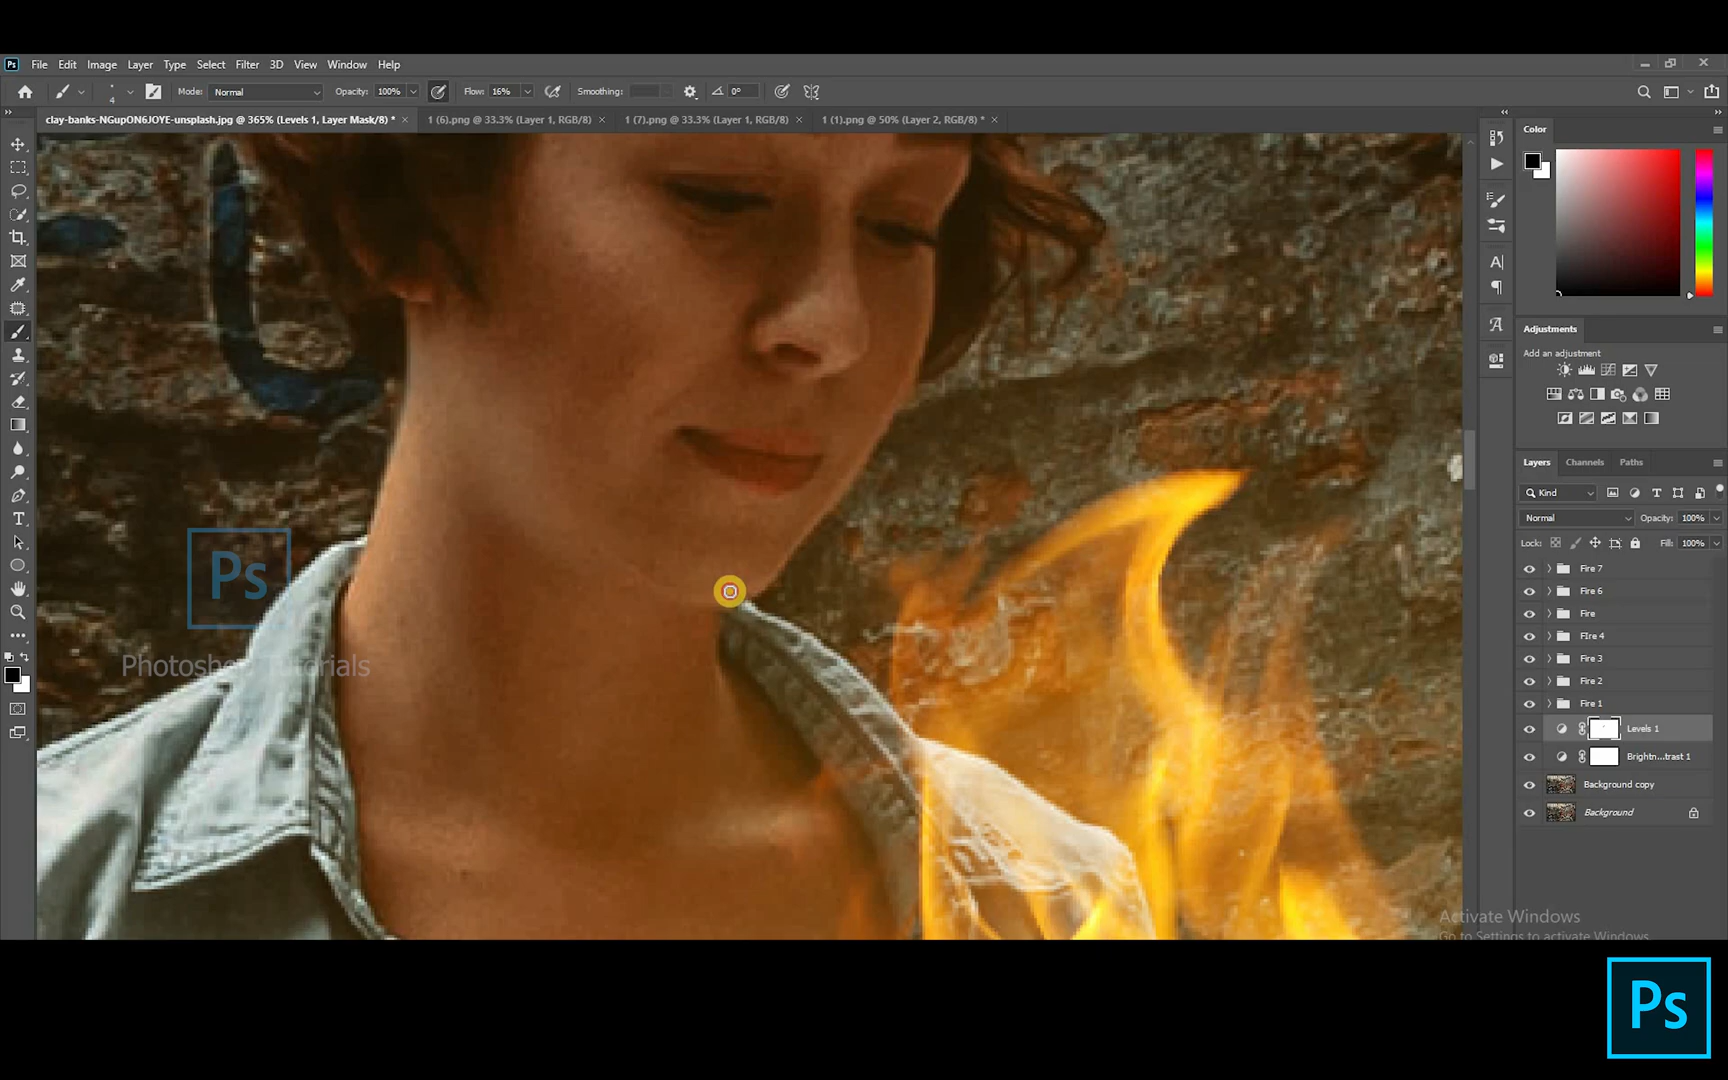 Ps
File Edit Image Layer Type Select Filter 3D View Window Help
4 Mode: Normal Opacity: 100% Flow: 16% Smoothing: 0°
clay-banks-NGupON6JOYE-unsplash.jpg @ 365% (Levels 1, Layer Mask/8) * × 1 (6).png @ 33.3% (Layer 1, RGB/8) × 1 (7).png @ 33.3% (Layer 1, RGB/8) × 1 (1).png @ 50% (Layer 2, RGB/8) * ×
Color
Adjustments
Add an adjustment
Layers Channels Paths
Kind
Normal Opacity: 100%
Lock: Fill: 100%
Fire 7
Fire 6
Fire
FIre 4
Fire 3
Fire 2
Fire 1
Levels 1
Brightn...trast 1
Background copy
Background
Ps
Photoshop Tutorials
Activate Windows
Go to Settings to activate Windows.
Ps